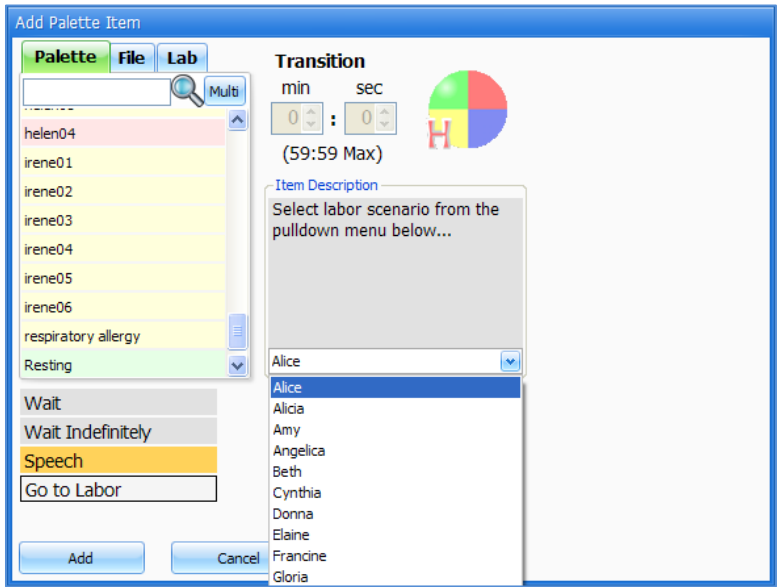 Add Palette Item
Palette File Lab
Multi
helen04
irene01
irene02
irene03
irene04
irene05
irene06
respiratory allergy
Resting
Wait
Wait Indefinitely
Speech
Go to Labor
Add Cancel
Transition
min sec
0 : 0
(59:59 Max)
H
Item Description
Select labor scenario from the
pulldown menu below...
Alice
Alice
Alicia
Amy
Angelica
Beth
Cynthia
Donna
Elaine
Francine
Gloria